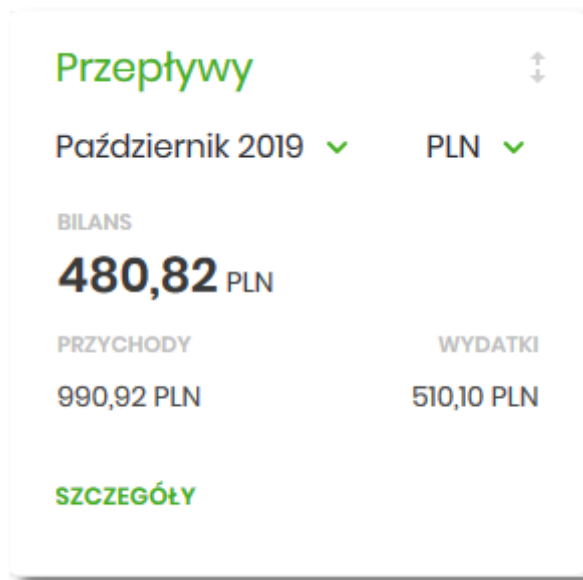 Przepływy
Październik 2019 PLN
BILANS
480,82 PLN
PRZYCHODY WYDATKI
990,92 PLN 510,10 PLN
SZCZEGÓŁY